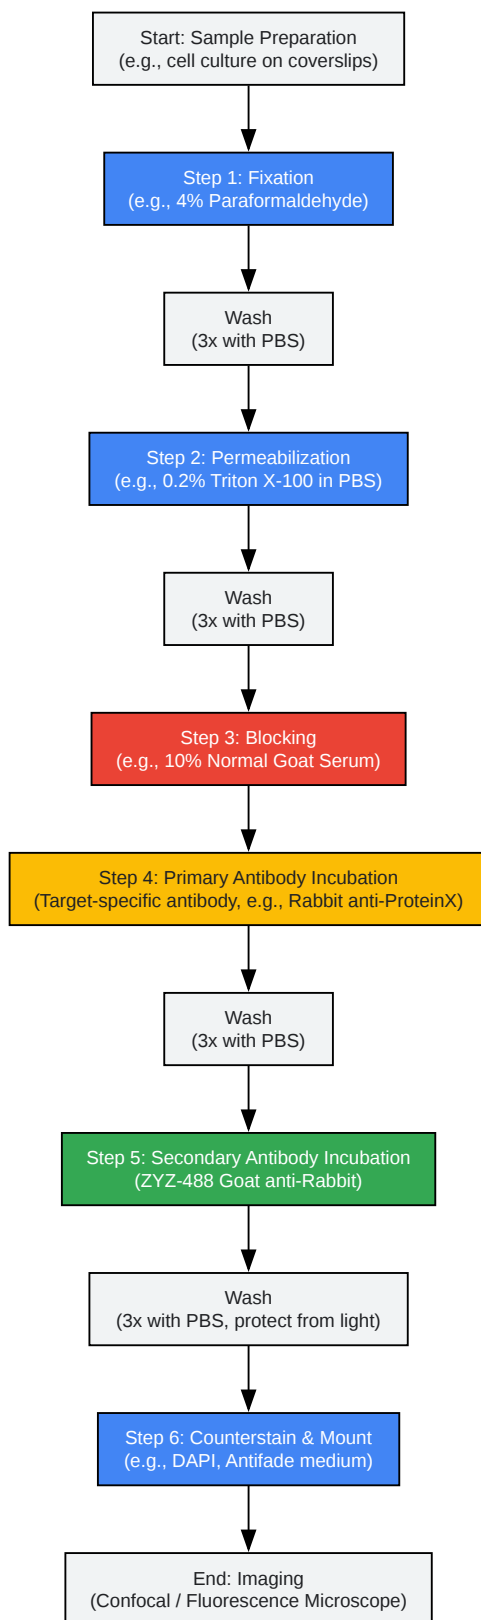 Start: Sample Preparation
(e.g., cell culture on coverslips)
Step 1: Fixation
(e.g., 4% Paraformaldehyde)
Wash
(3x with PBS)
Step 2: Permeabilization
(e.g., 0.2% Triton X-100 in PBS)
Wash
(3x with PBS)
Step 3: Blocking
(e.g., 10% Normal Goat Serum)
Step 4: Primary Antibody Incubation
(Target-specific antibody, e.g., Rabbit anti-ProteinX)
Wash
(3x with PBS)
Step 5: Secondary Antibody Incubation
(ZYZ-488 Goat anti-Rabbit)
Wash
(3x with PBS, protect from light)
Step 6: Counterstain & Mount
(e.g., DAPI, Antifade medium)
End: Imaging
(Confocal / Fluorescence Microscope)